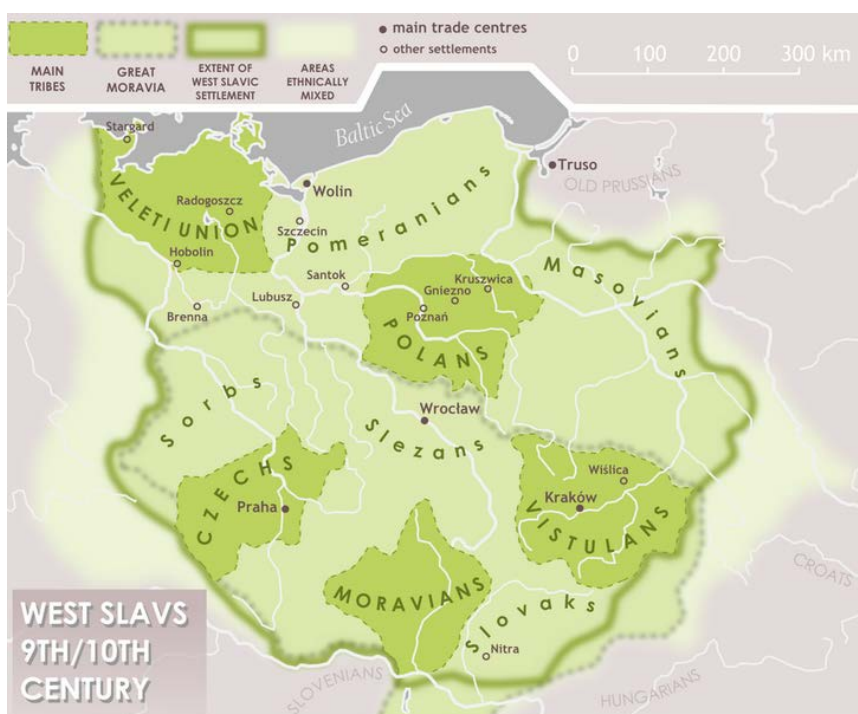 MAIN TRIBES
GREAT MORAVIA
EXTENT OF WEST SLAVIC SETTLEMENT
AREAS ETHNICALLY MIXED
main trade centres
other settlements
0 100 200 300 km
Baltic Sea
Stargard
Truso
OLD PRUSSIANS
Wolin
Radogoszcz
VELETI UNION
Szczecin
Pomeranians
Hobolin
Masovians
Santok
Kruszwica
Gniezno
Lubusz
Brenna
Poznań
POLANS
Sorbs
Wrocław
Slezans
CZECHS
Wiślica
Praha
Kraków
VISTULANS
CROATS
MORAVIANS
Slovaks
Nitra
SLOVENIANS
HUNGARIANS
WEST SLAVS
9TH/10TH
CENTURY